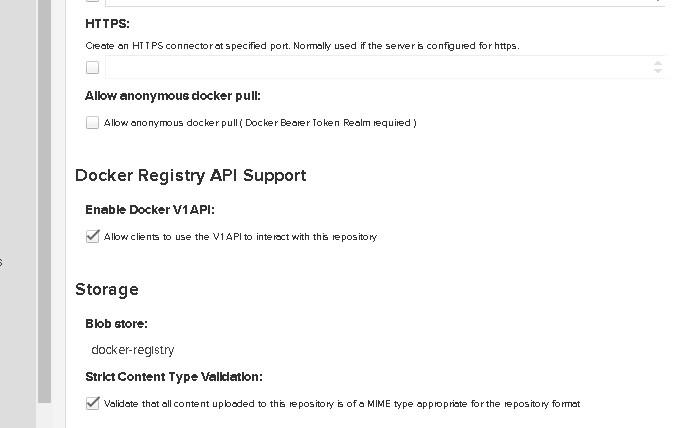 HTTPS:
Create an HTTPS connector at specified port. Normally used if the server is configured for https.
Allow anonymous docker pull:
Allow anonymous docker pull ( Docker Bearer Token Realm required )
Docker Registry API Support
Enable Docker V1 API:
Allow clients to use the V1 API to interact with this repository
Storage
Blob store:
docker-registry
Strict Content Type Validation:
Validate that all content uploaded to this repository is of a MIME type appropriate for the repository format